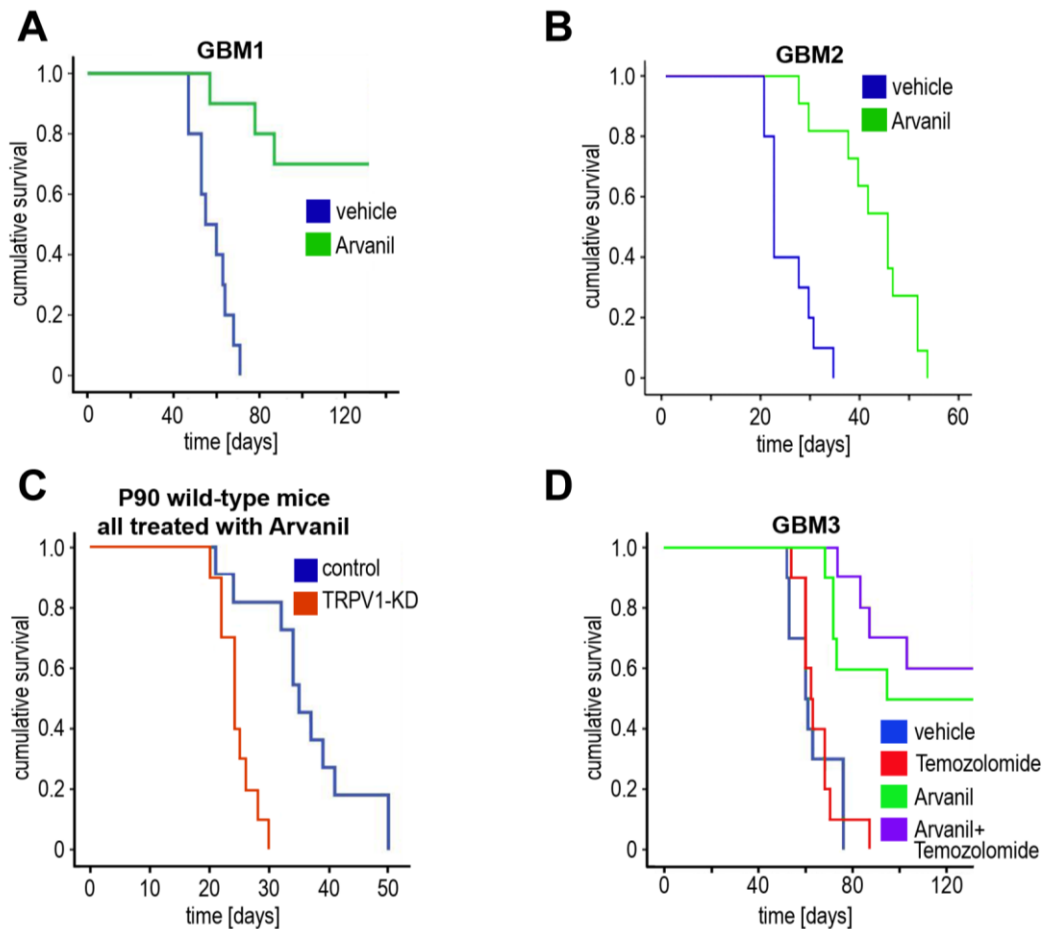 A
GBM1
1.0
0.8
0.6
0.4
0.2
0
cumulative survival
vehicle
Arvanil
0
40
80
120
time [days]
B
GBM2
1.0
0.8
0.6
0.4
0.2
0
cumulative survival
vehicle
Arvanil
0
20
40
60
time [days]
C
P90 wild-type mice
all treated with Arvanil
1.0
0.8
0.6
0.4
0.2
0
cumulative survival
control
TRPV1-KD
0
10
20
30
40
50
time [days]
D
GBM3
1.0
0.8
0.6
0.4
0.2
0
cumulative survival
vehicle
Temozolomide
Arvanil
Arvanil+
Temozolomide
0
40
80
120
time [days]